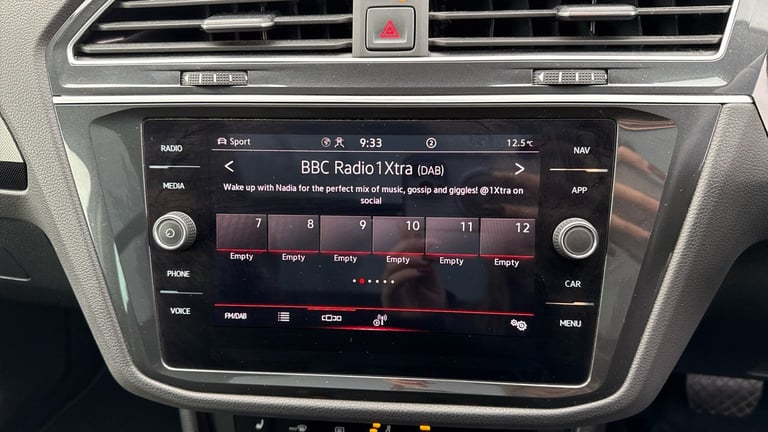 RADIO
MEDIA
PHONE
VOICE
Sport
9:33
2
12.5°C
BBC Radio 1Xtra (DAB)
Wake up with Nadia for the perfect mix of music, gossip and giggles! @1Xtra on
social
7 8 9 10 11 12
Empty Empty Empty Empty Empty Empty
FM/DAB
NAV
APP
CAR
MENU